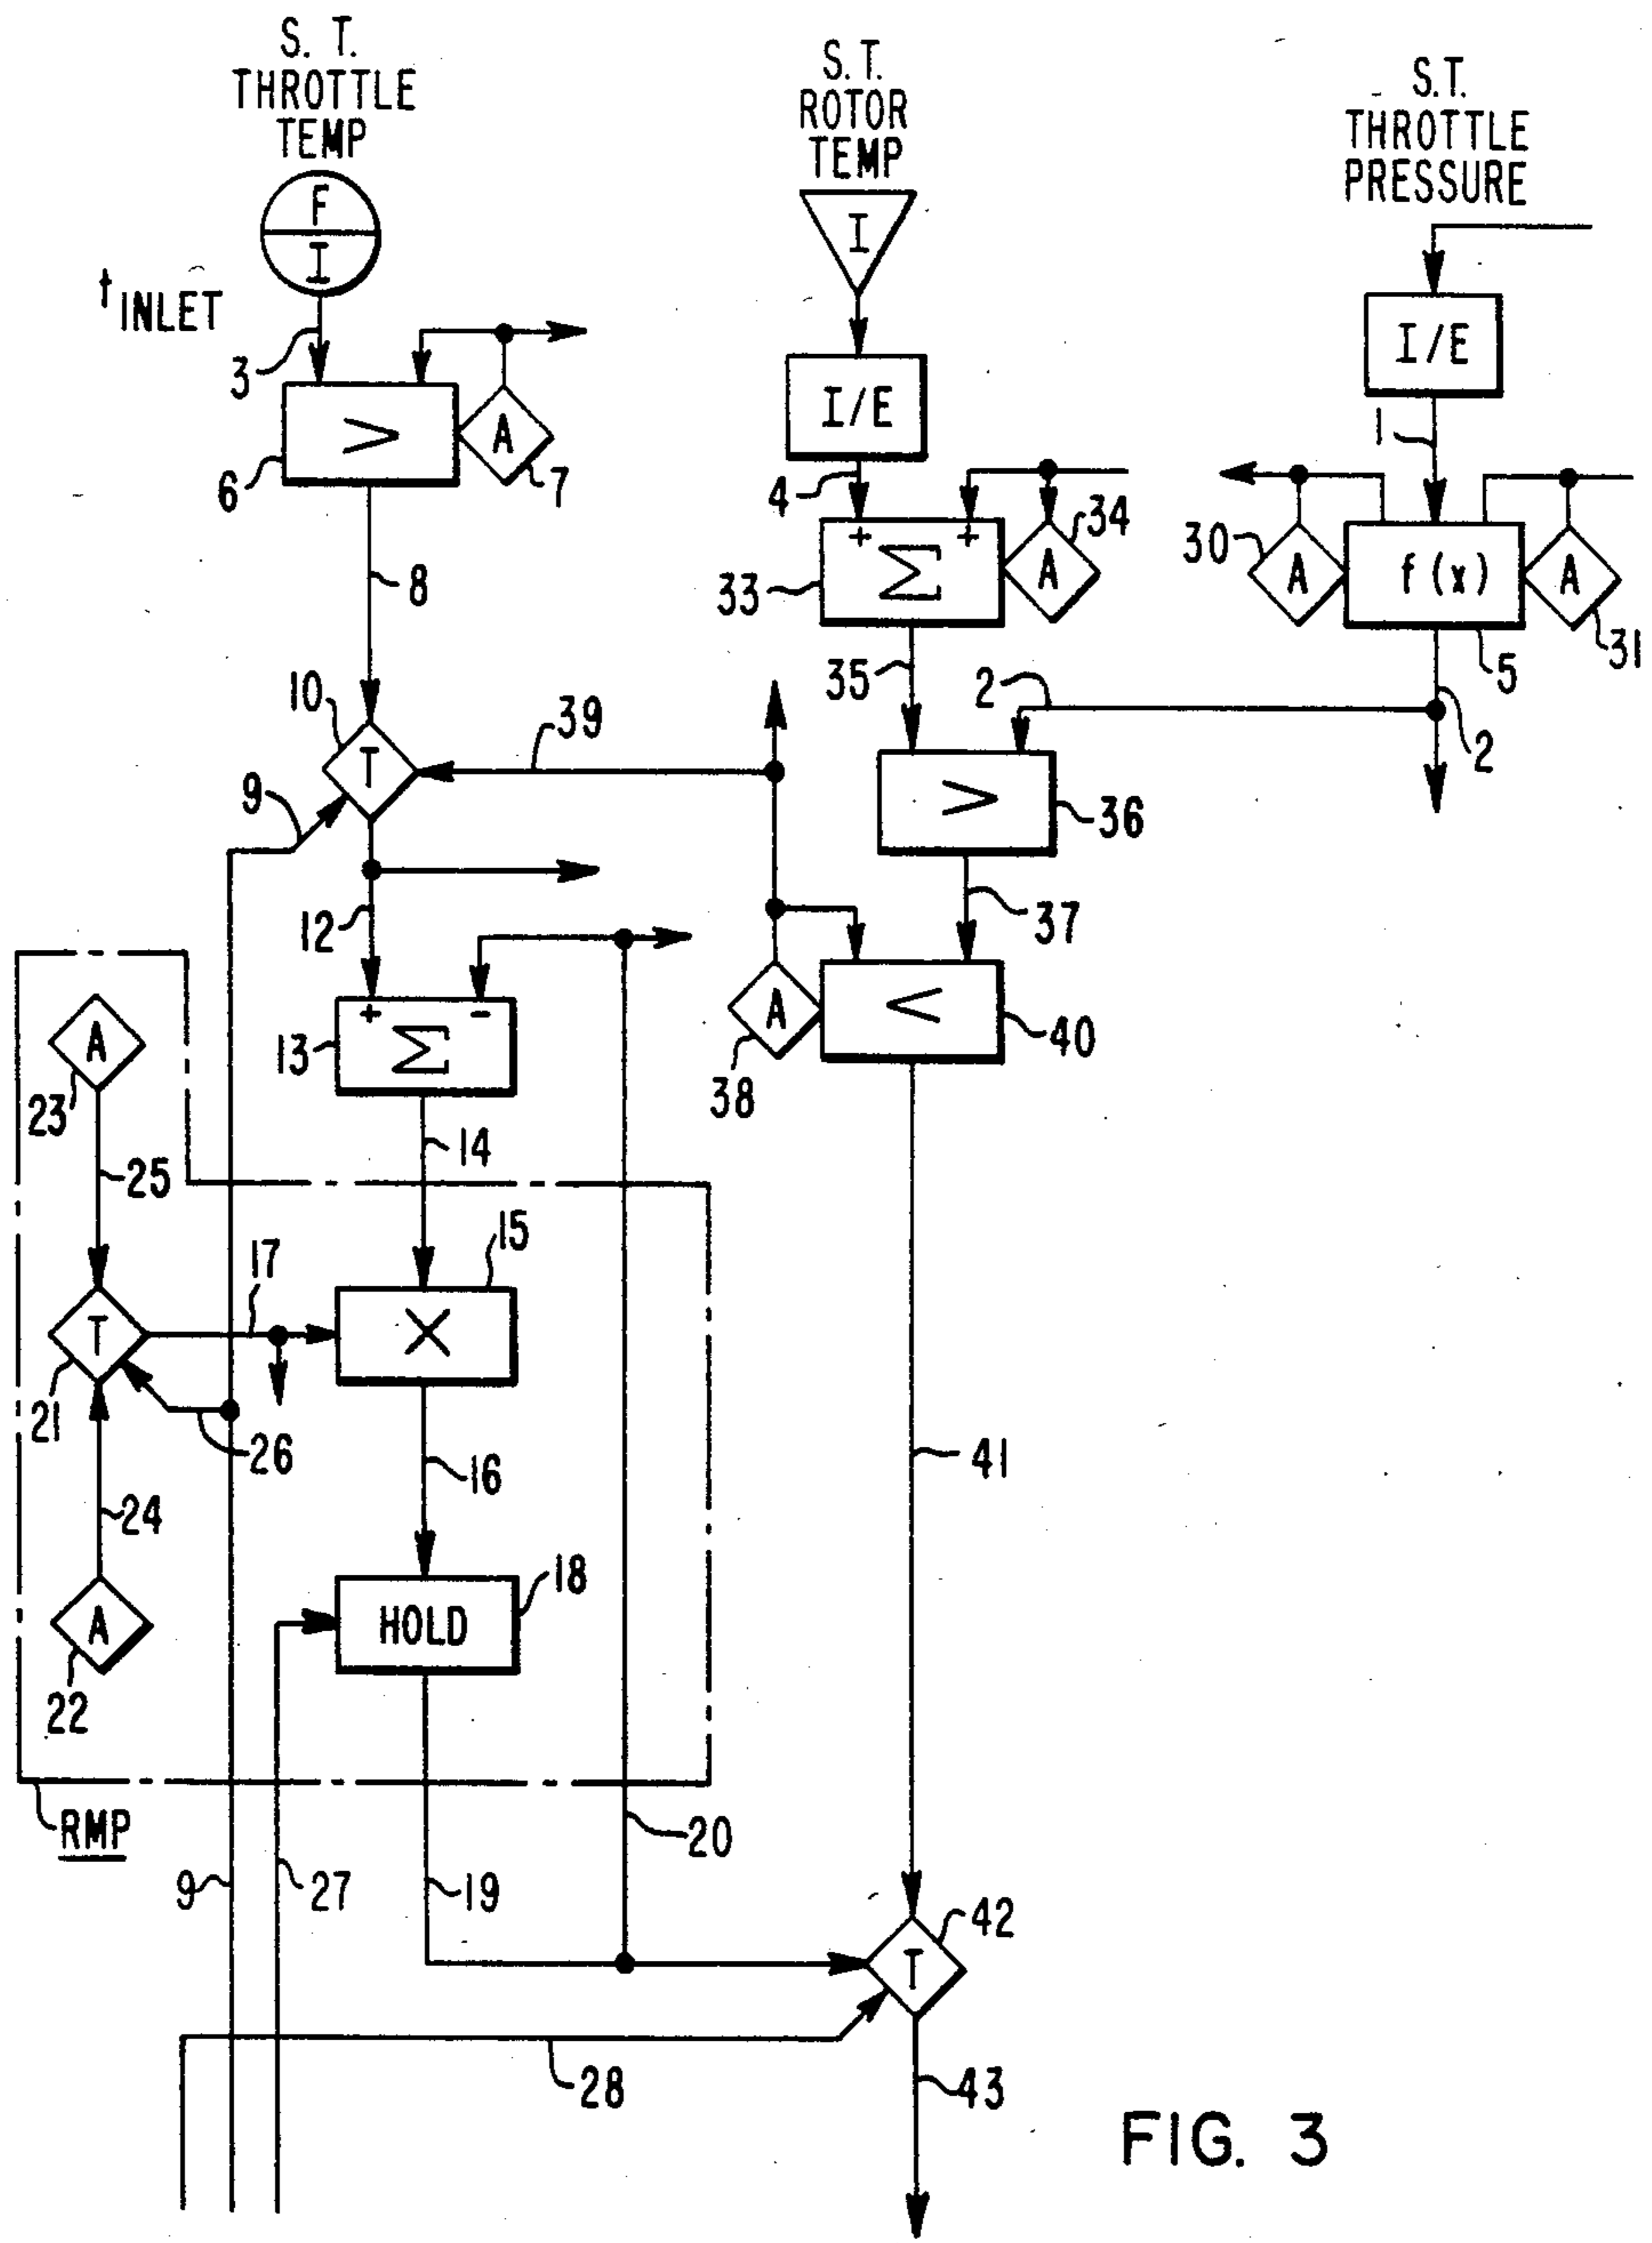 S. T.
THROTTLE
TEMP
F
I
t INLET
3
>
A
6
7
8
S. T.
ROTOR
TEMP
I
I/E
4
+ +
Σ
A
33
34
35
S.T.
THROTTLE
PRESSURE
I/E
1
30
A
f(x)
A
31
5
2
2
10
T
39
9
>
36
12
37
+ -
Σ
13
A
<
40
38
A
23
14
25
15
17
X
T
21
26
16
41
24
18
HOLD
A
22
RMP
20
9
27
19
42
T
28
43
FIG. 3